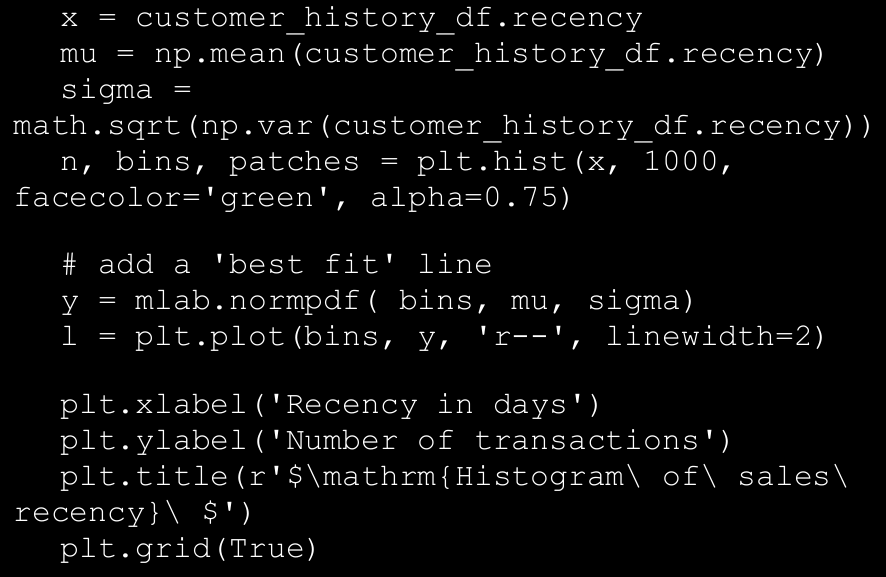 x = customer_history_df.recency
mu = np.mean(customer_history_df.recency)
sigma =
math.sqrt(np.var(customer_history_df.recency))
n, bins, patches = plt.hist(x, 1000,
facecolor='green', alpha=0.75)
# add a 'best fit' line
y = mlab.normpdf( bins, mu, sigma)
l = plt.plot(bins, y, 'r--', linewidth=2)
plt.xlabel('Recency in days')
plt.ylabel('Number of transactions')
plt.title(r'$\mathrm{Histogram\ of\ sales\
recency}\ $')
plt.grid(True)